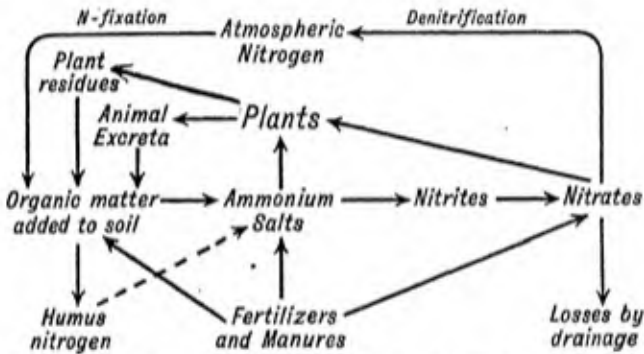 N-fixation
Denitrification
Atmospheric
Nitrogen
Plant
residues
Animal
Excreta
Plants
Organic matter
added to soil
Ammonium
Salts
Nitrites
Nitrates
Humus
nitrogen
Fertilizers
and Manures
Losses by
drainage